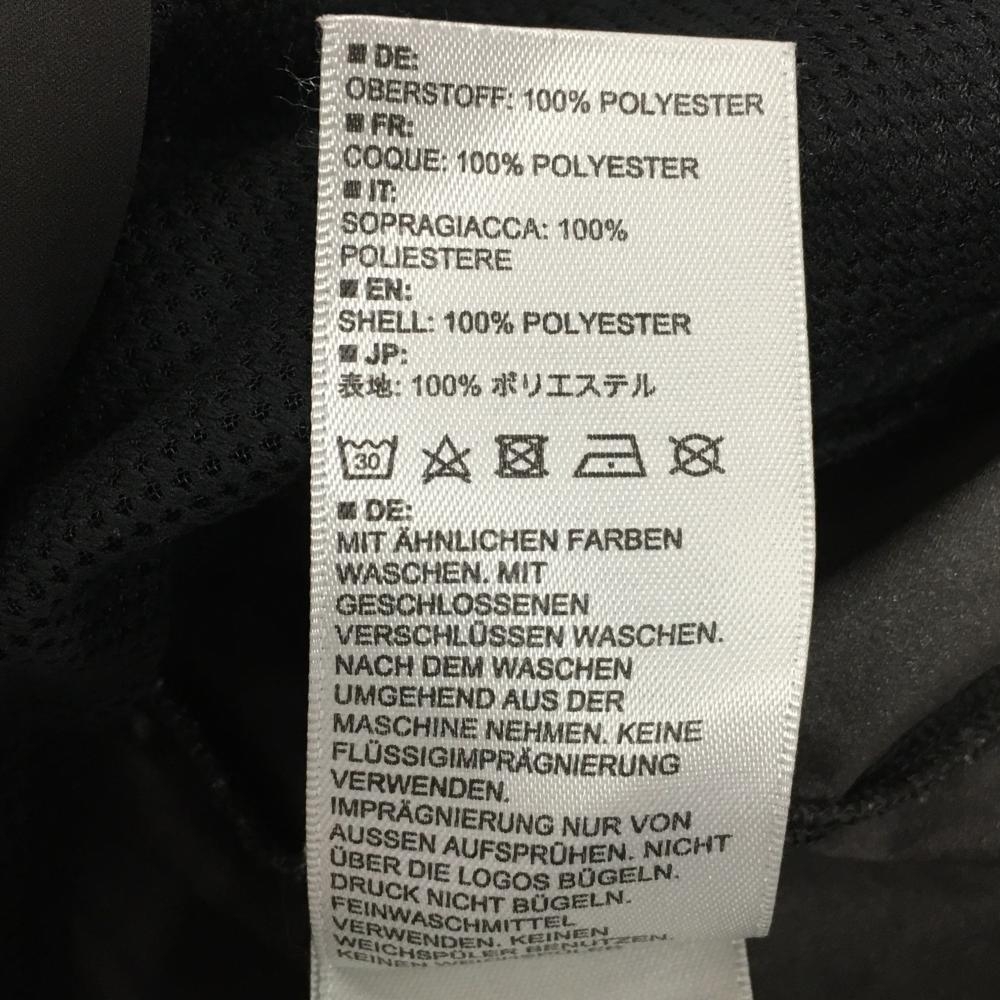 ■ DE:
OBERSTOFF: 100% POLYESTER
■ FR:
COQUE: 100% POLYESTER
■ IT:
SOPRAGIACCA: 100%
POLIESTERE
■ EN:
SHELL: 100% POLYESTER
■ JP:
表地: 100% ポリエステル
30
■ DE:
MIT ÄHNLICHEN FARBEN
WASCHEN. MIT
GESCHLOSSENEN
VERSCHLÜSSEN WASCHEN.
NACH DEM WASCHEN
UMGEHEND AUS DER
MASCHINE NEHMEN. KEINE
FLÜSSIGIMPRÄGNIERUNG
VERWENDEN.
IMPRÄGNIERUNG NUR VON
AUSSEN AUFSPRÜHEN. NICHT
ÜBER DIE LOGOS BÜGELN.
DRUCK NICHT BÜGELN.
FEINWASCHMITTEL
VERWENDEN. KEINEN
WEICHSPÜLER BENUTZEN.
KEINEN